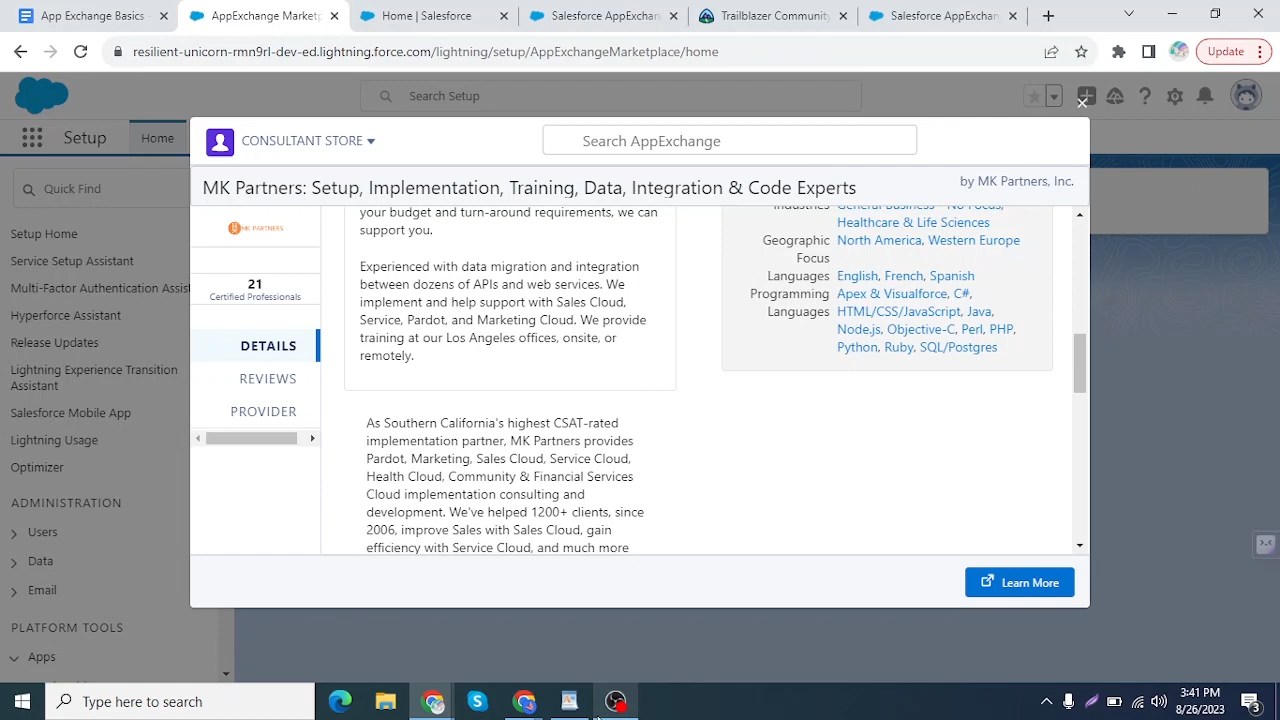 App Exchange Basics
AppExchange Marketp
Home | Salesforce
Salesforce AppExchan
Trailblazer Community
Salesforce AppExchan
resilient-unicorn-rmn9rl-dev-ed.lightning.force.com/lightning/setup/AppExchangeMarketplace/home
Update
Search Setup
Setup
Home
Quick Find
Setup Home
Service Setup Assistant
Multi-Factor Authentication Assist
Hyperforce Assistant
Release Updates
Lightning Experience Transition
Assistant
Salesforce Mobile App
Lightning Usage
Optimizer
ADMINISTRATION
Users
Data
Email
PLATFORM TOOLS
Apps
CONSULTANT STORE
Search AppExchange
MK Partners: Setup, Implementation, Training, Data, Integration & Code Experts
by MK Partners, Inc.
MK PARTNERS
21
Certified Professionals
DETAILS
REVIEWS
PROVIDER
your budget and turn-around requirements, we can
support you.
Experienced with data migration and integration
between dozens of APIs and web services. We
implement and help support with Sales Cloud,
Service, Pardot, and Marketing Cloud. We provide
training at our Los Angeles offices, onsite, or
remotely.
As Southern California's highest CSAT-rated
implementation partner, MK Partners provides
Pardot, Marketing, Sales Cloud, Service Cloud,
Health Cloud, Community & Financial Services
Cloud implementation consulting and
development. We've helped 1200+ clients, since
2006, improve Sales with Sales Cloud, gain
efficiency with Service Cloud, and much more
Industries General Business - No Focus,
Healthcare & Life Sciences
Geographic North America, Western Europe
Focus
Languages English, French, Spanish
Programming Apex & Visualforce, C#,
Languages HTML/CSS/JavaScript, Java,
Node.js, Objective-C, Perl, PHP,
Python, Ruby, SQL/Postgres
Learn More
Type here to search
3:41 PM
8/26/2023
3